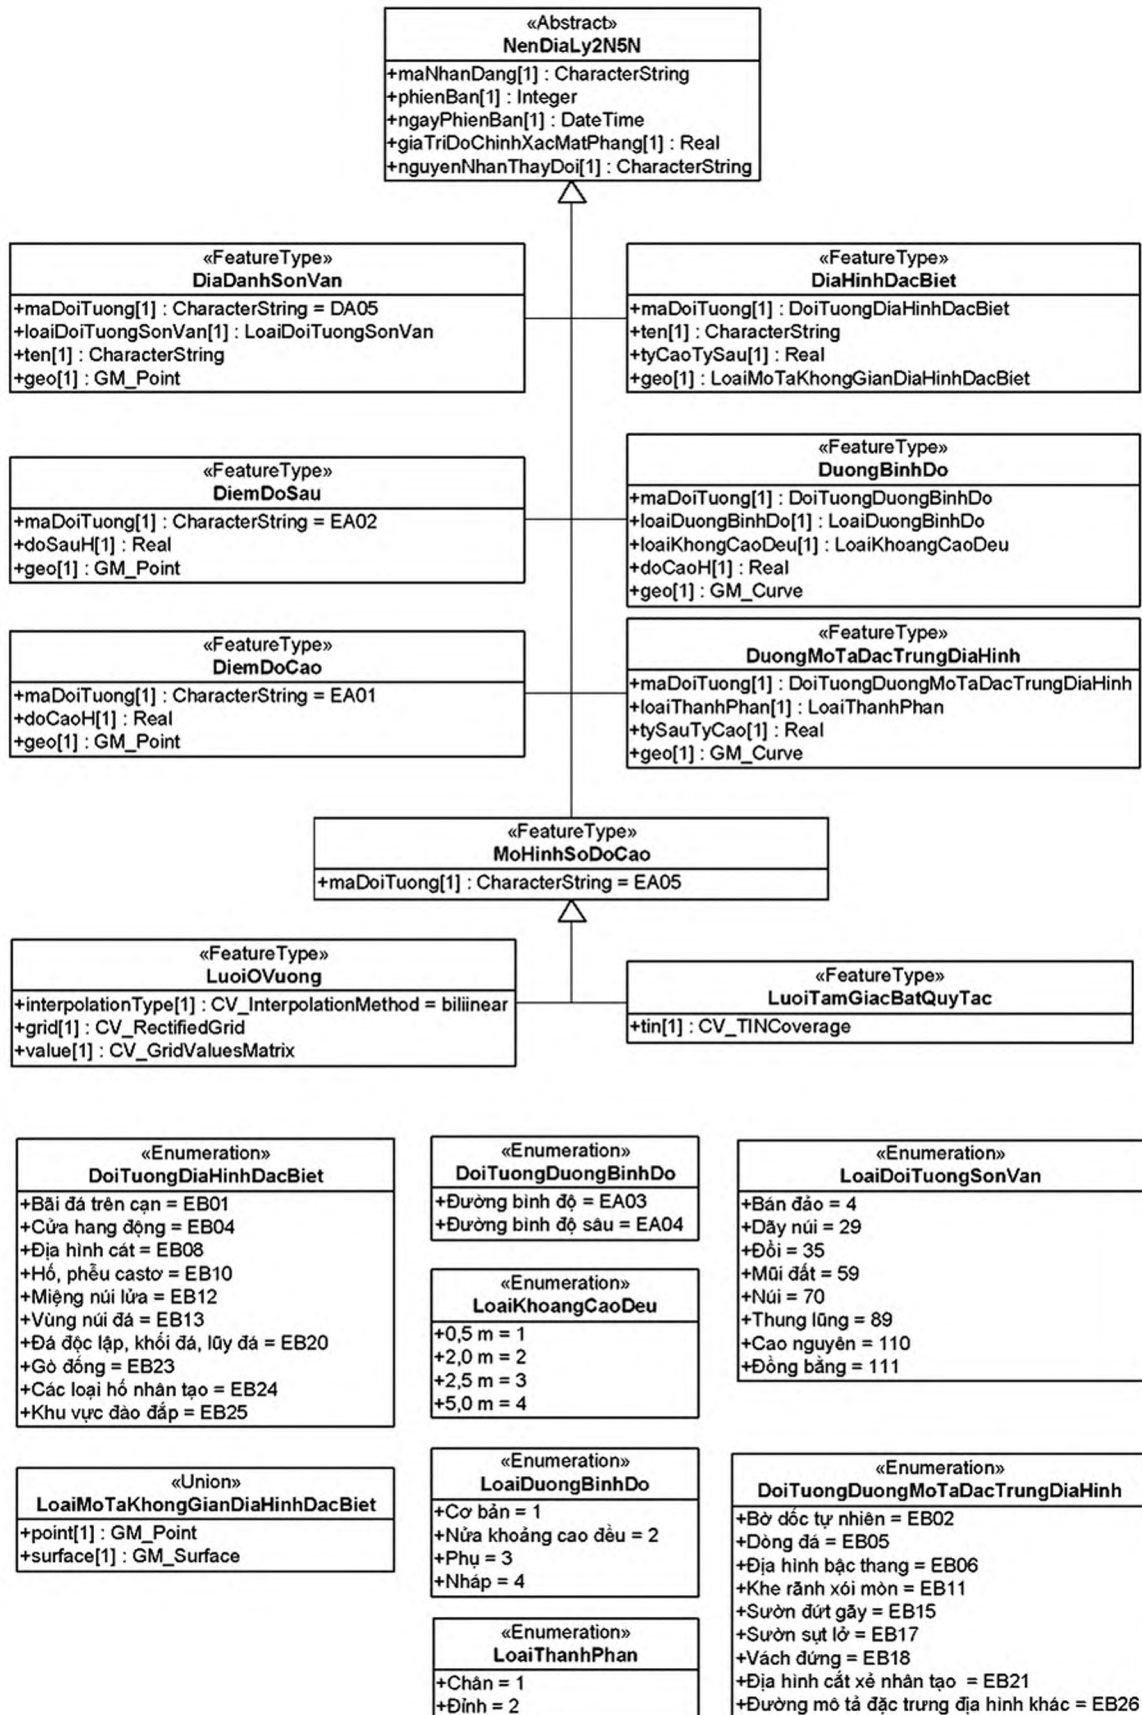 «Abstract»
NenDiaLy2N5N
+maNhanDang[1] : CharacterString
+phienBan[1] : Integer
+ngayPhienBan[1] : DateTime
+giaTriDoChinhXacMatPhang[1] : Real
+nguyenNhanThayDoi[1] : CharacterString
«FeatureType»
DiaDanhSonVan
+maDoiTuong[1] : CharacterString = DA05
+loaiDoiTuongSonVan[1] : LoaiDoiTuongSonVan
+ten[1] : CharacterString
+geo[1] : GM_Point
«FeatureType»
DiaHinhDacBiet
+maDoiTuong[1] : DoiTuongDiaHinhDacBiet
+ten[1] : CharacterString
+tyCaoTySau[1] : Real
+geo[1] : LoaiMoTaKhongGianDiaHinhDacBiet
«FeatureType»
DiemDoSau
+maDoiTuong[1] : CharacterString = EA02
+doSauH[1] : Real
+geo[1] : GM_Point
«FeatureType»
DuongBinhDo
+maDoiTuong[1] : DoiTuongDuongBinhDo
+loaiDuongBinhDo[1] : LoaiDuongBinhDo
+loaiKhongCaoDeu[1] : LoaiKhoangCaoDeu
+doCaoH[1] : Real
+geo[1] : GM_Curve
«FeatureType»
DiemDoCao
+maDoiTuong[1] : CharacterString = EA01
+doCaoH[1] : Real
+geo[1] : GM_Point
«FeatureType»
DuongMoTaDacTrungDiaHinh
+maDoiTuong[1] : DoiTuongDuongMoTaDacTrungDiaHinh
+loaiThanhPhan[1] : LoaiThanhPhan
+tySauTyCao[1] : Real
+geo[1] : GM_Curve
«FeatureType»
MoHinhSoDoCao
+maDoiTuong[1] : CharacterString = EA05
«FeatureType»
LuoiOVuong
+interpolationType[1] : CV_InterpolationMethod = biliinear
+grid[1] : CV_RectifiedGrid
+value[1] : CV_GridValuesMatrix
«FeatureType»
LuoiTamGiacBatQuyTac
+tin[1] : CV_TINCoverage
«Enumeration»
DoiTuongDiaHinhDacBiet
+Bãi đá trên cạn = EB01
+Cửa hang động = EB04
+Địa hình cát = EB08
+Hố, phễu castơ = EB10
+Miệng núi lửa = EB12
+Vùng núi đá = EB13
+Đá độc lập, khối đá, lũy đá = EB20
+Gò đống = EB23
+Các loại hố nhân tạo = EB24
+Khu vực đào đắp = EB25
«Enumeration»
DoiTuongDuongBinhDo
+Đường bình độ = EA03
+Đường bình độ sâu = EA04
«Enumeration»
LoaiDoiTuongSonVan
+Bán đảo = 4
+Dãy núi = 29
+Đồi = 35
+Mũi đất = 59
+Núi = 70
+Thung lũng = 89
+Cao nguyên = 110
+Đồng bằng = 111
«Enumeration»
LoaiKhoangCaoDeu
+0,5 m = 1
+2,0 m = 2
+2,5 m = 3
+5,0 m = 4
«Union»
LoaiMoTaKhongGianDiaHinhDacBiet
+point[1] : GM_Point
+surface[1] : GM_Surface
«Enumeration»
LoaiDuongBinhDo
+Cơ bản = 1
+Nửa khoảng cao đều = 2
+Phụ = 3
+Nháp = 4
«Enumeration»
DoiTuongDuongMoTaDacTrungDiaHinh
+Bờ dốc tự nhiên = EB02
+Dòng đá = EB05
+Địa hình bậc thang = EB06
+Khe rãnh xói mòn = EB11
+Sườn đứt gãy = EB15
+Sườn sụt lở = EB17
+Vách đứng = EB18
+Địa hình cắt xẻ nhân tạo = EB21
+Đường mô tả đặc trưng địa hình khác = EB26
«Enumeration»
LoaiThanhPhan
+Chân = 1
+Đỉnh = 2